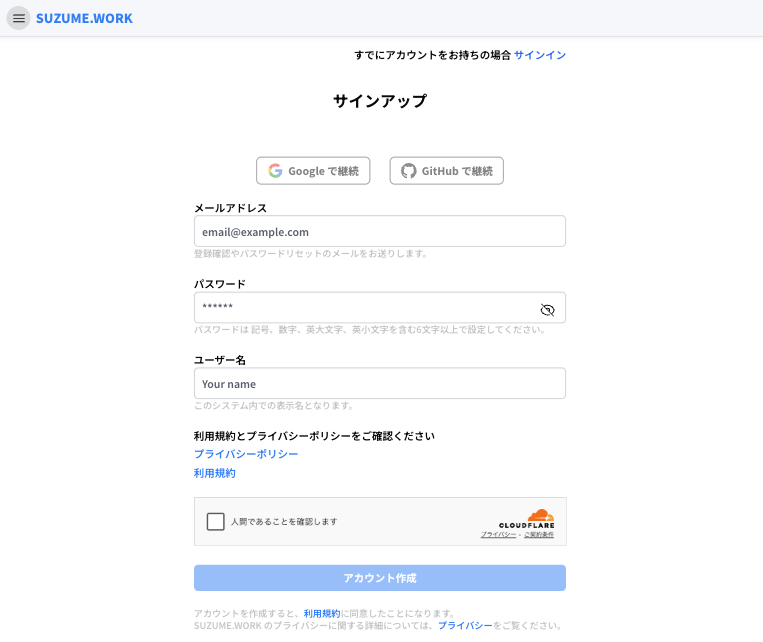 SUZUME.WORK
すでにアカウントをお持ちの場合 サインイン
サインアップ
Google で継続
GitHub で継続
メールアドレス
email@example.com
登録確認やパスワードリセットのメールをお送りします。
パスワード
******
パスワードは 記号、数字、英大文字、英小文字を含む6文字以上で設定してください。
ユーザー名
Your name
このシステム内での表示名となります。
利用規約とプライバシーポリシーをご確認ください
プライバシーポリシー
利用規約
人間であることを確認します
CLOUDFLARE
プライバシー・ご契約条件
アカウント作成
アカウントを作成すると、利用規約に同意したことになります。
SUZUME.WORK のプライバシーに関する詳細については、プライバシーをご覧ください。